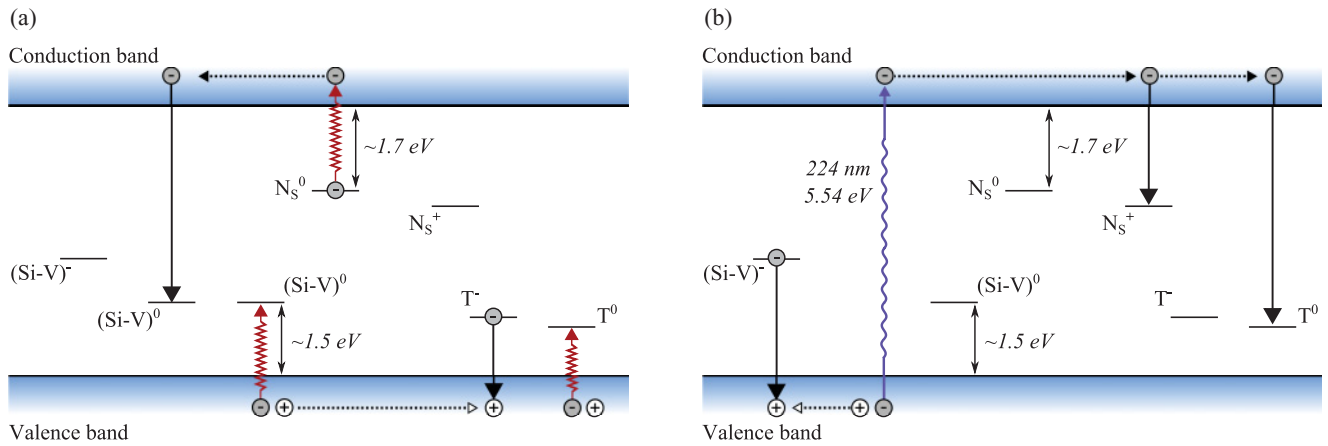 (a)
Conduction band
~1.7 eV
N_S^0
N_S^+
(Si-V)^-
(Si-V)^0
(Si-V)^0
T^-
T^0
~1.5 eV
Valence band
(b)
Conduction band
~1.7 eV
224 nm
5.54 eV
N_S^0
N_S^+
(Si-V)^-
(Si-V)^0
T^-
T^0
~1.5 eV
Valence band